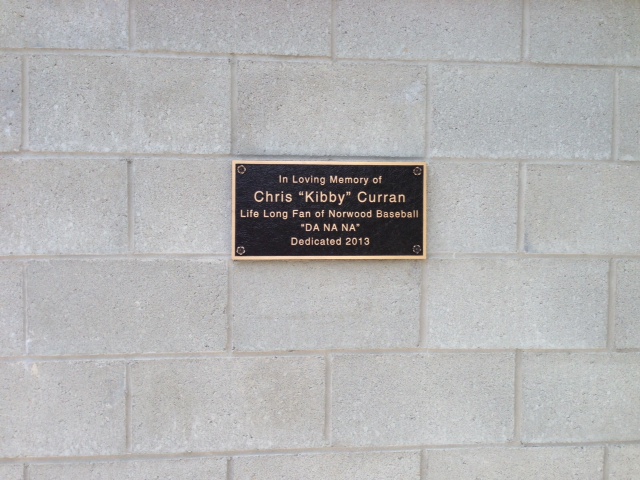 In Loving Memory of
Chris “Kibby” Curran
Life Long Fan of Norwood Baseball
“DA NA NA”
Dedicated 2013